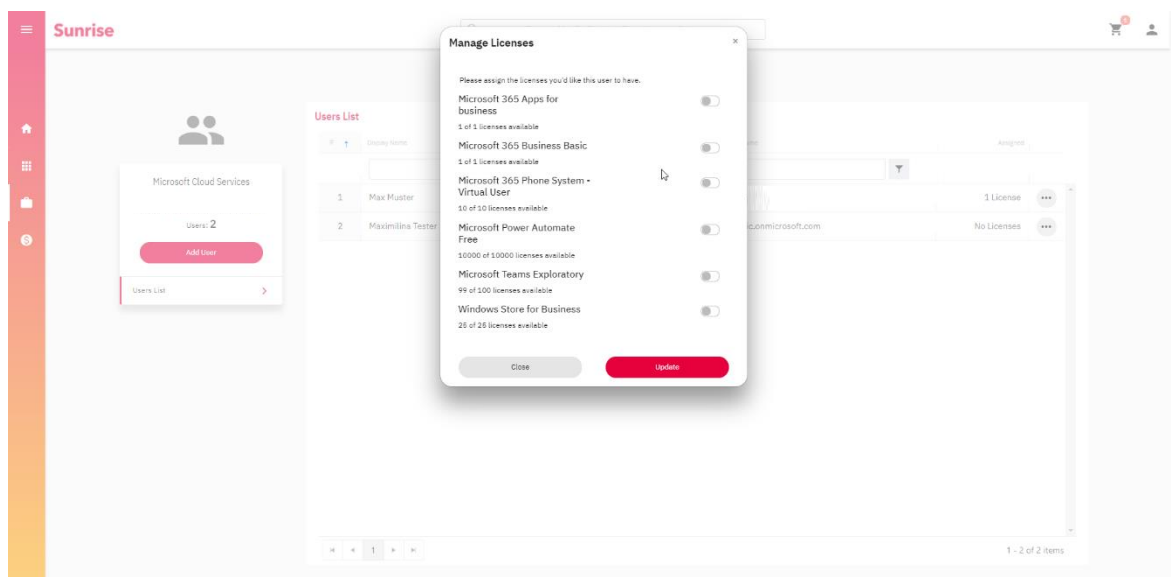 Sunrise
Manage Licenses
×
Please assign the licenses you'd like this user to have.
Microsoft 365 Apps for
business
1 of 1 licenses available
Microsoft 365 Business Basic
1 of 1 licenses available
Microsoft 365 Phone System -
Virtual User
10 of 10 licenses available
Microsoft Power Automate
Free
10000 of 10000 licenses available
Microsoft Teams Exploratory
99 of 100 licenses available
Windows Store for Business
25 of 25 licenses available
Close
Update
Microsoft Cloud Services
Users: 2
Add User
Users List
Users List
Display Name
Assigned
1 Max Muster 1 License
2 Maximilina Tester c.onmicrosoft.com No Licenses
1
1 - 2 of 2 items